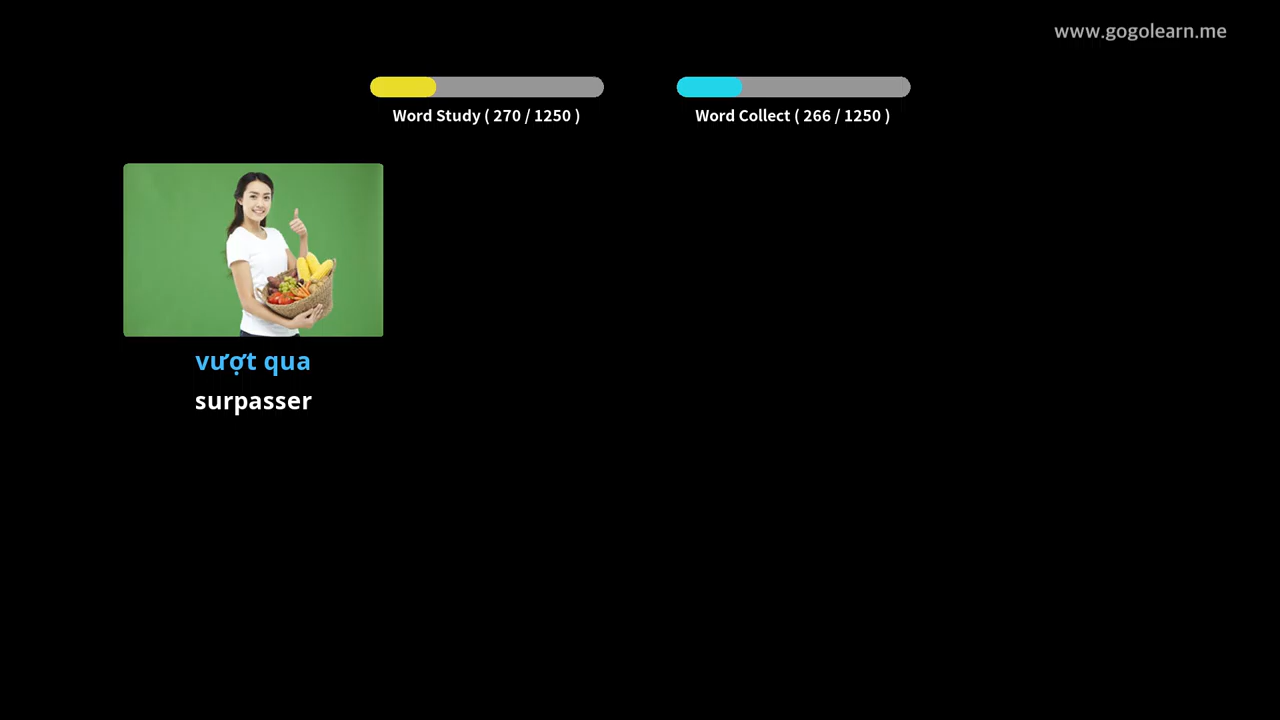 www.gogolearn.me
Word Study ( 270 / 1250 )
Word Collect ( 266 / 1250 )
vượt qua
surpasser